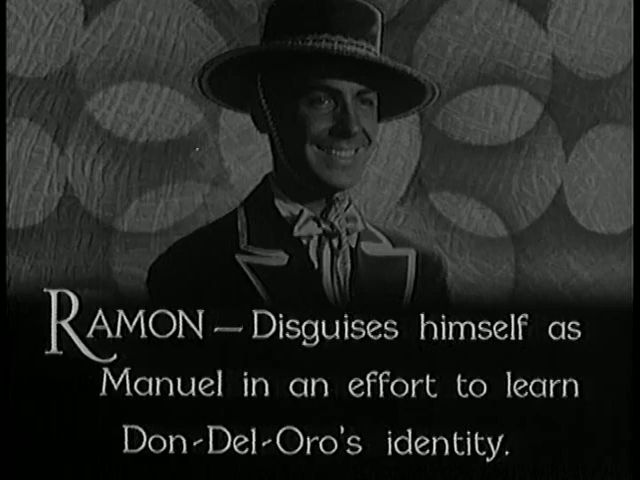 RAMON — Disguises himself as
Manuel in an effort to learn
Don-Del-Oro's identity.